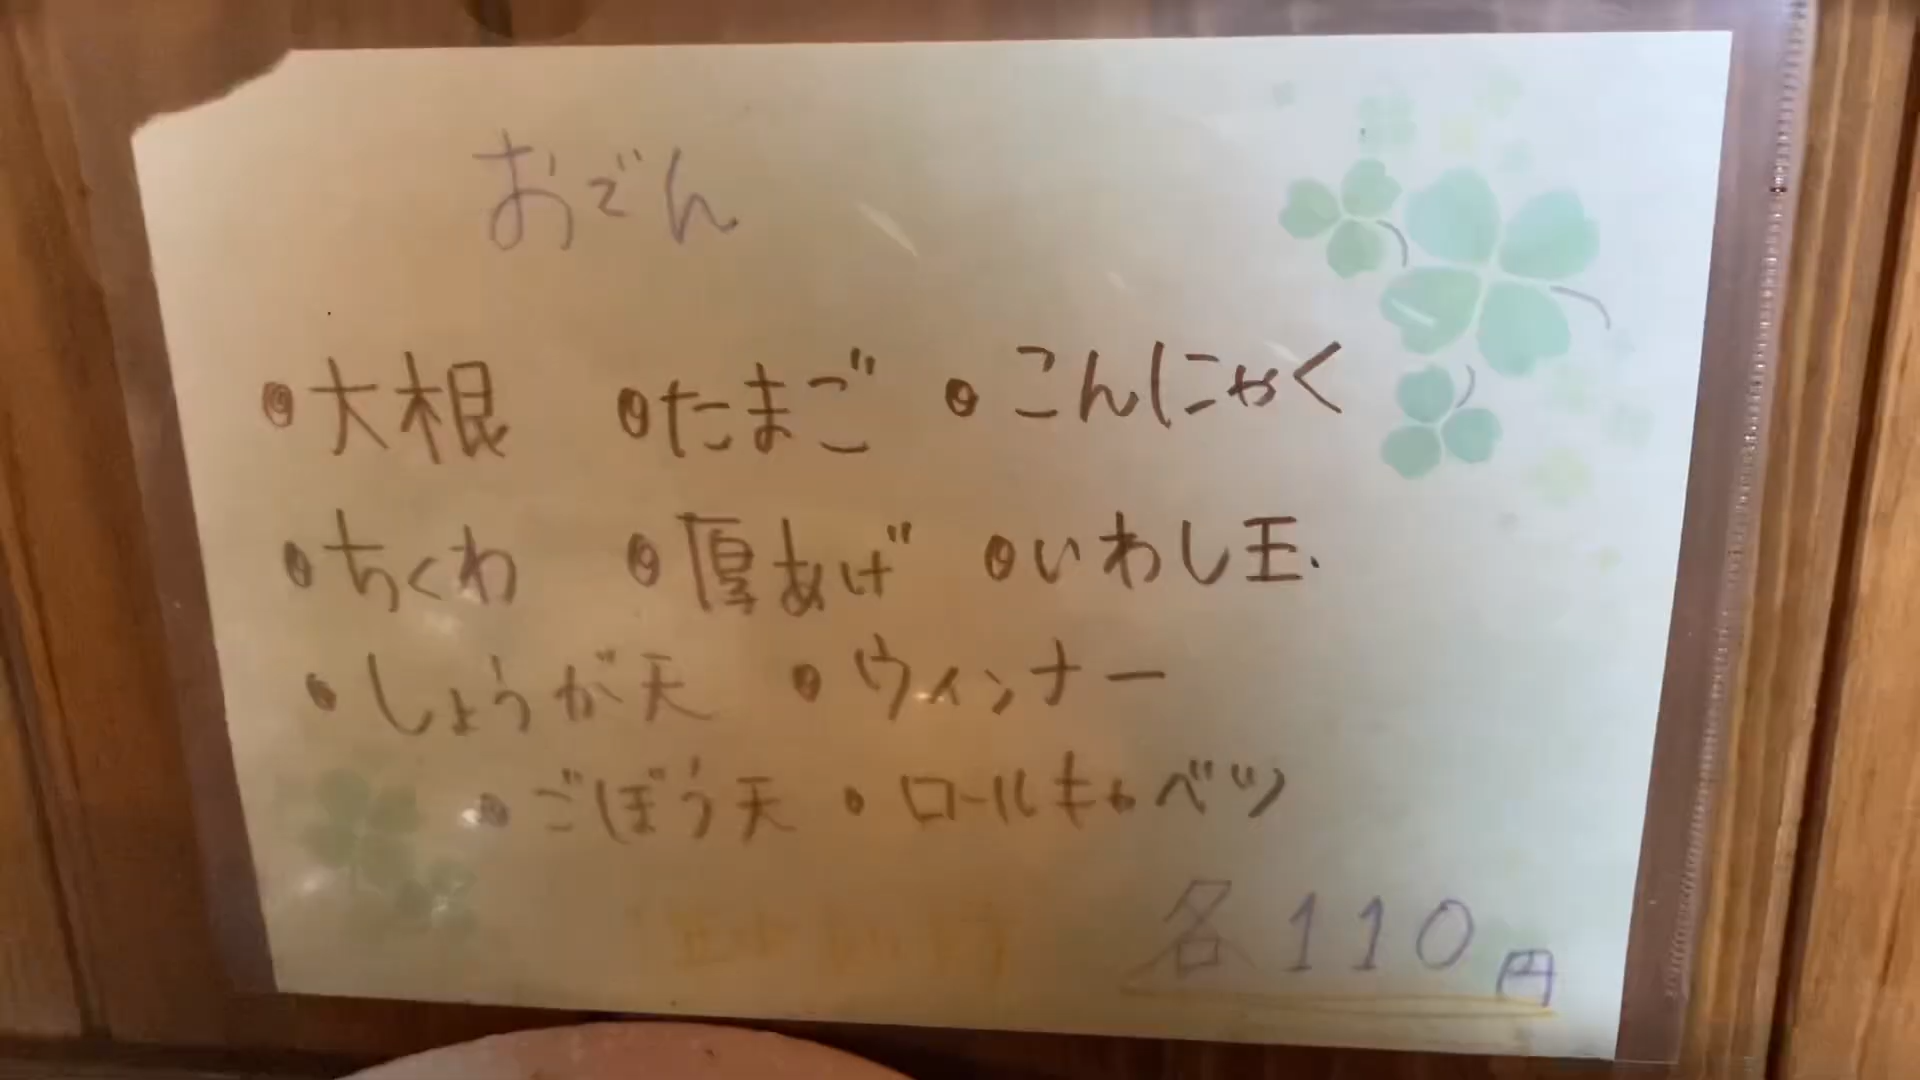 おでん
●大根 ●たまご ●こんにゃく
●ちくわ ●厚あげ ●いわし玉
●しょうが天 ●ウィンナー
●ごぼう天 ●ロールキャベツ
各110円